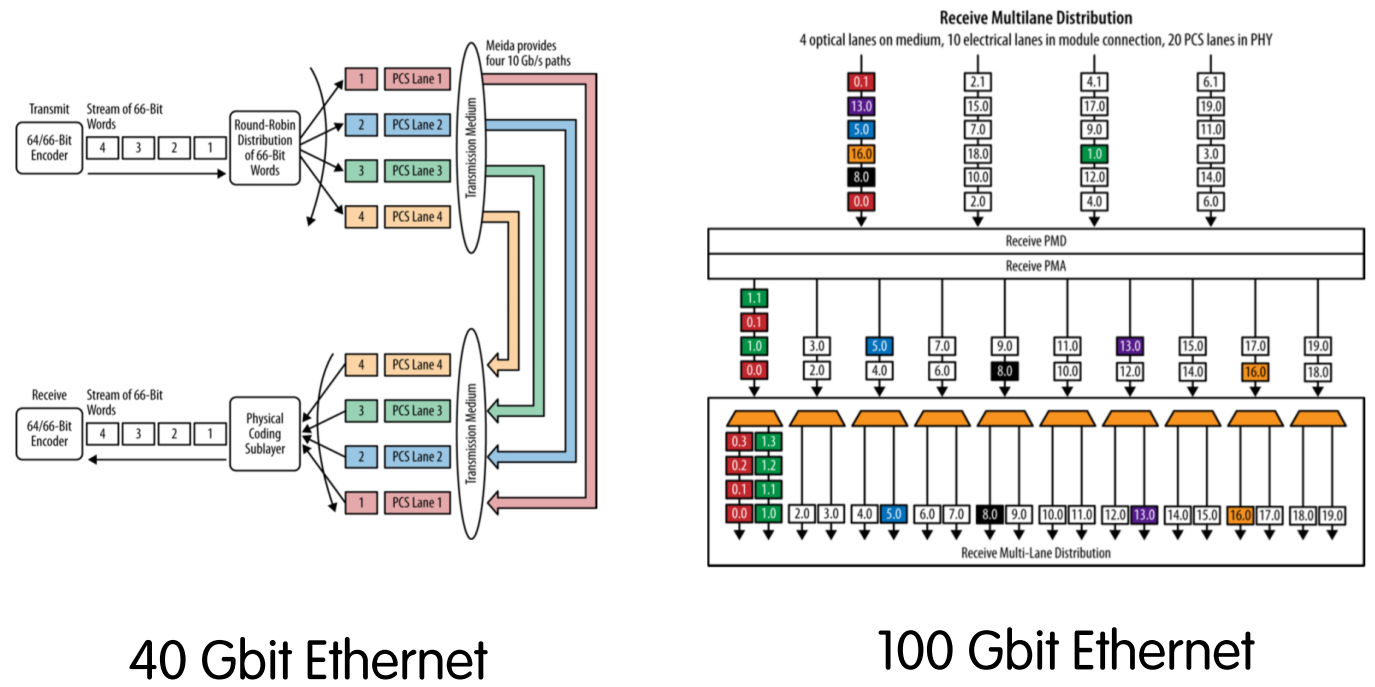 Meida provides
four 10 Gb/s paths
1 PCS Lane 1
Transmit
Stream of 66-Bit
Words
64/66-Bit
Encoder
4 3 2 1
Round-Robin
Distribution
of 66-Bit
Words
2 PCS Lane 2
3 PCS Lane 3
4 PCS Lane 4
Transmission Medium
4 PCS Lane 4
Receive
Stream of 66-Bit
Words
64/66-Bit
Encoder
4 3 2 1
Physical
Coding
Sublayer
3 PCS Lane 3
2 PCS Lane 2
1 PCS Lane 1
Transmission Medium
40 Gbit Ethernet
Receive Multilane Distribution
4 optical lanes on medium, 10 electrical lanes in module connection, 20 PCS lanes in PHY
0.1 2.1 4.1 6.1
13.0 15.0 17.0 19.0
5.0 7.0 9.0 11.0
16.0 18.0 1.0 3.0
8.0 10.0 12.0 14.0
0.0 2.0 4.0 6.0
Receive PMD
Receive PMA
1.1
0.1
1.0 3.0 5.0 7.0 9.0 11.0 13.0 15.0 17.0 19.0
0.0 2.0 4.0 6.0 8.0 10.0 12.0 14.0 16.0 18.0
0.3 1.3
0.2 1.2
0.1 1.1
0.0 1.0 2.0 3.0 4.0 5.0 6.0 7.0 8.0 9.0 10.0 11.0 12.0 13.0 14.0 15.0 16.0 17.0 18.0 19.0
Receive Multi-Lane Distribution
100 Gbit Ethernet